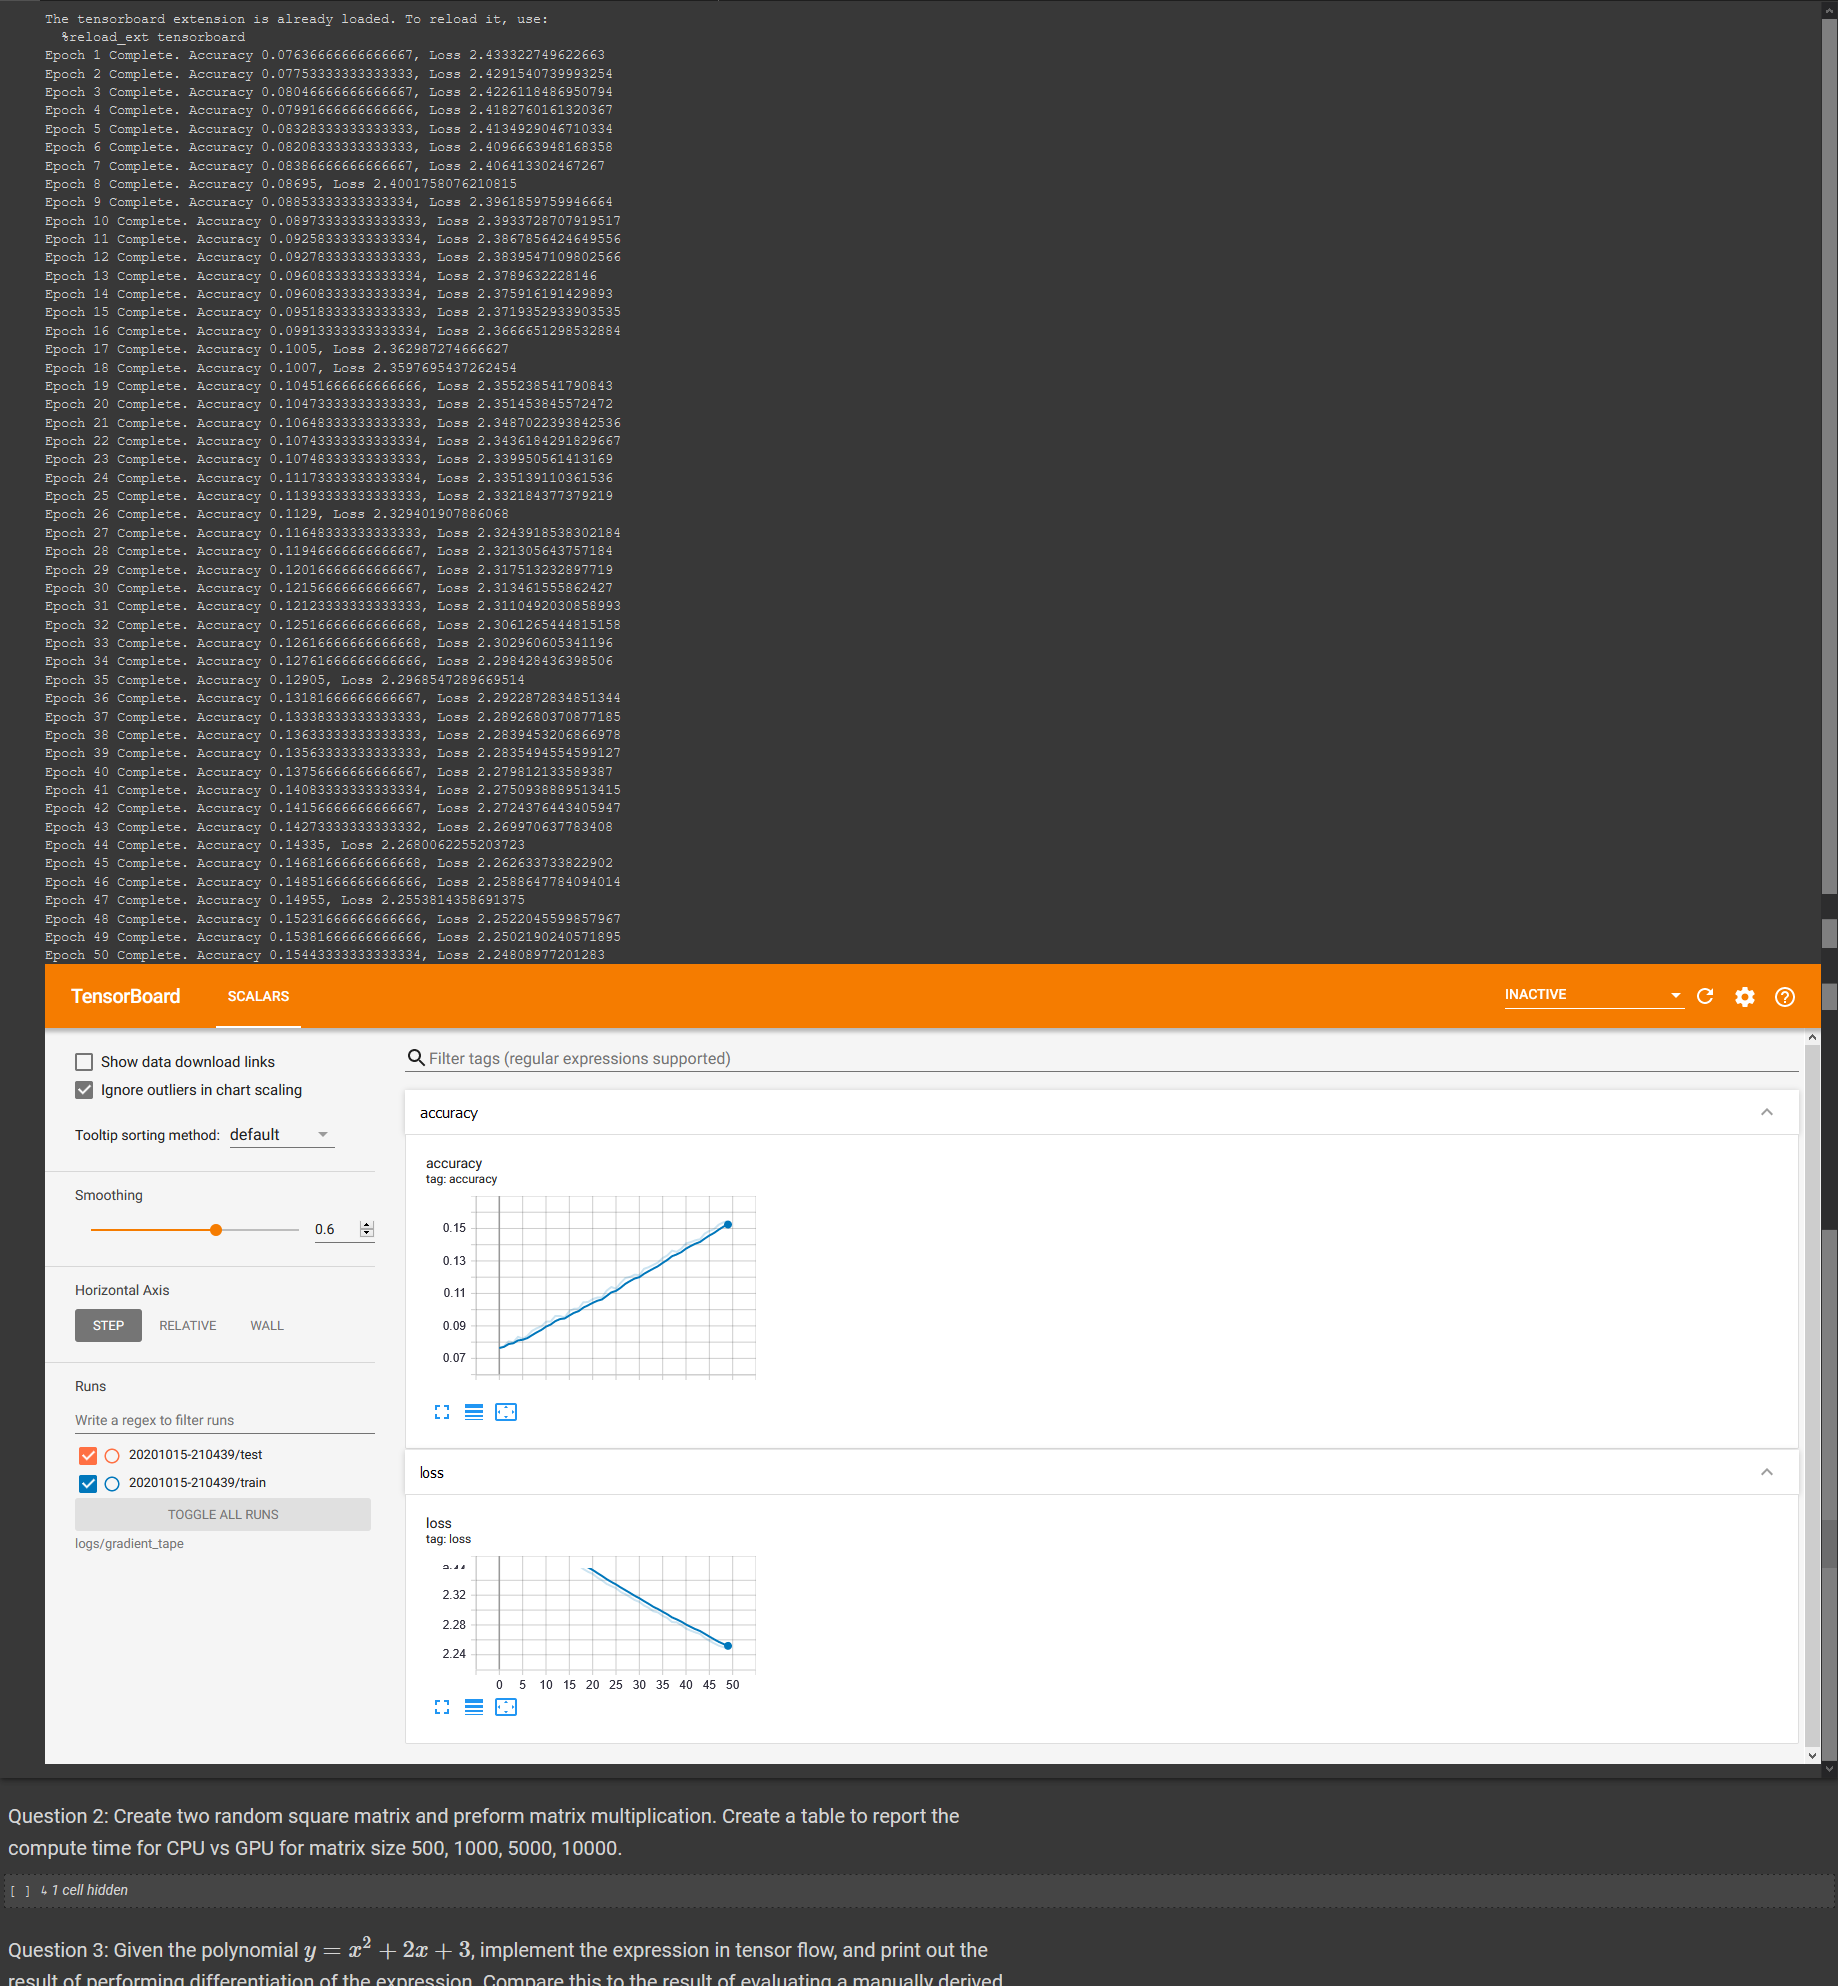 The tensorboard extension is already loaded. To reload it, use:
  %reload_ext tensorboard
Epoch 1 Complete. Accuracy 0.07636666666666667, Loss 2.433322749622663
Epoch 2 Complete. Accuracy 0.07753333333333333, Loss 2.4291540739993254
Epoch 3 Complete. Accuracy 0.08046666666666667, Loss 2.4226118486950794
Epoch 4 Complete. Accuracy 0.07991666666666666, Loss 2.4182760161320367
Epoch 5 Complete. Accuracy 0.08328333333333333, Loss 2.4134929046710334
Epoch 6 Complete. Accuracy 0.08208333333333333, Loss 2.4096663948168358
Epoch 7 Complete. Accuracy 0.08386666666666667, Loss 2.406413302467267
Epoch 8 Complete. Accuracy 0.08695, Loss 2.4001758076210815
Epoch 9 Complete. Accuracy 0.08853333333333334, Loss 2.3961859759946664
Epoch 10 Complete. Accuracy 0.08973333333333333, Loss 2.3933728707919517
Epoch 11 Complete. Accuracy 0.09258333333333334, Loss 2.3867856424649556
Epoch 12 Complete. Accuracy 0.09278333333333333, Loss 2.3839547109802566
Epoch 13 Complete. Accuracy 0.09608333333333334, Loss 2.3789632228146
Epoch 14 Complete. Accuracy 0.09608333333333334, Loss 2.375916191429893
Epoch 15 Complete. Accuracy 0.09518333333333333, Loss 2.3719352933903535
Epoch 16 Complete. Accuracy 0.09913333333333334, Loss 2.3666651298532884
Epoch 17 Complete. Accuracy 0.1005, Loss 2.362987274666627
Epoch 18 Complete. Accuracy 0.1007, Loss 2.3597695437262454
Epoch 19 Complete. Accuracy 0.10451666666666666, Loss 2.355238541790843
Epoch 20 Complete. Accuracy 0.10473333333333333, Loss 2.351453845572472
Epoch 21 Complete. Accuracy 0.10648333333333333, Loss 2.3487022393842536
Epoch 22 Complete. Accuracy 0.10743333333333334, Loss 2.3436184291829667
Epoch 23 Complete. Accuracy 0.10748333333333333, Loss 2.339950561413169
Epoch 24 Complete. Accuracy 0.11173333333333334, Loss 2.335139110361536
Epoch 25 Complete. Accuracy 0.11393333333333333, Loss 2.332184377379219
Epoch 26 Complete. Accuracy 0.1129, Loss 2.329401907886068
Epoch 27 Complete. Accuracy 0.11648333333333333, Loss 2.3243918538302184
Epoch 28 Complete. Accuracy 0.11946666666666667, Loss 2.321305643757184
Epoch 29 Complete. Accuracy 0.12016666666666667, Loss 2.317513232897719
Epoch 30 Complete. Accuracy 0.12156666666666667, Loss 2.313461555862427
Epoch 31 Complete. Accuracy 0.12123333333333333, Loss 2.3110492030858993
Epoch 32 Complete. Accuracy 0.12516666666666668, Loss 2.3061265444815158
Epoch 33 Complete. Accuracy 0.12616666666666668, Loss 2.302960605341196
Epoch 34 Complete. Accuracy 0.12761666666666666, Loss 2.298428436398506
Epoch 35 Complete. Accuracy 0.12905, Loss 2.2968547289669514
Epoch 36 Complete. Accuracy 0.13181666666666667, Loss 2.2922872834851344
Epoch 37 Complete. Accuracy 0.13338333333333333, Loss 2.2892680370877185
Epoch 38 Complete. Accuracy 0.13633333333333333, Loss 2.2839453206866978
Epoch 39 Complete. Accuracy 0.13563333333333333, Loss 2.2835494554599127
Epoch 40 Complete. Accuracy 0.13756666666666667, Loss 2.279812133589387
Epoch 41 Complete. Accuracy 0.14083333333333334, Loss 2.2750938889513415
Epoch 42 Complete. Accuracy 0.14156666666666667, Loss 2.2724376443405947
Epoch 43 Complete. Accuracy 0.14273333333333332, Loss 2.269970637783408
Epoch 44 Complete. Accuracy 0.14335, Loss 2.2680062255203723
Epoch 45 Complete. Accuracy 0.14681666666666668, Loss 2.262633733822902
Epoch 46 Complete. Accuracy 0.14851666666666666, Loss 2.2588647784094014
Epoch 47 Complete. Accuracy 0.14955, Loss 2.2553814358691375
Epoch 48 Complete. Accuracy 0.15231666666666666, Loss 2.2522045599857967
Epoch 49 Complete. Accuracy 0.15381666666666666, Loss 2.2502190240571895
Epoch 50 Complete. Accuracy 0.15443333333333334, Loss 2.24808977201283
TensorBoard SCALARS INACTIVE
Show data download links
Ignore outliers in chart scaling
Tooltip sorting method: default
Smoothing
0.6
Horizontal Axis
STEP RELATIVE WALL
Runs
Write a regex to filter runs
20201015-210439/test
20201015-210439/train
TOGGLE ALL RUNS
logs/gradient_tape
Filter tags (regular expressions supported)
accuracy
accuracy
tag: accuracy
0.15
0.13
0.11
0.09
0.07
loss
loss
tag: loss
2.32
2.28
2.24
0 5 10 15 20 25 30 35 40 45 50
Question 2: Create two random square matrix and preform matrix multiplication. Create a table to report the
compute time for CPU vs GPU for matrix size 500, 1000, 5000, 10000.
[ ] ↳ 1 cell hidden
Question 3: Given the polynomial y = x² + 2x + 3, implement the expression in tensor flow, and print out the
result of performing differentiation of the expression. Compare this to the result of evaluating a manually derived